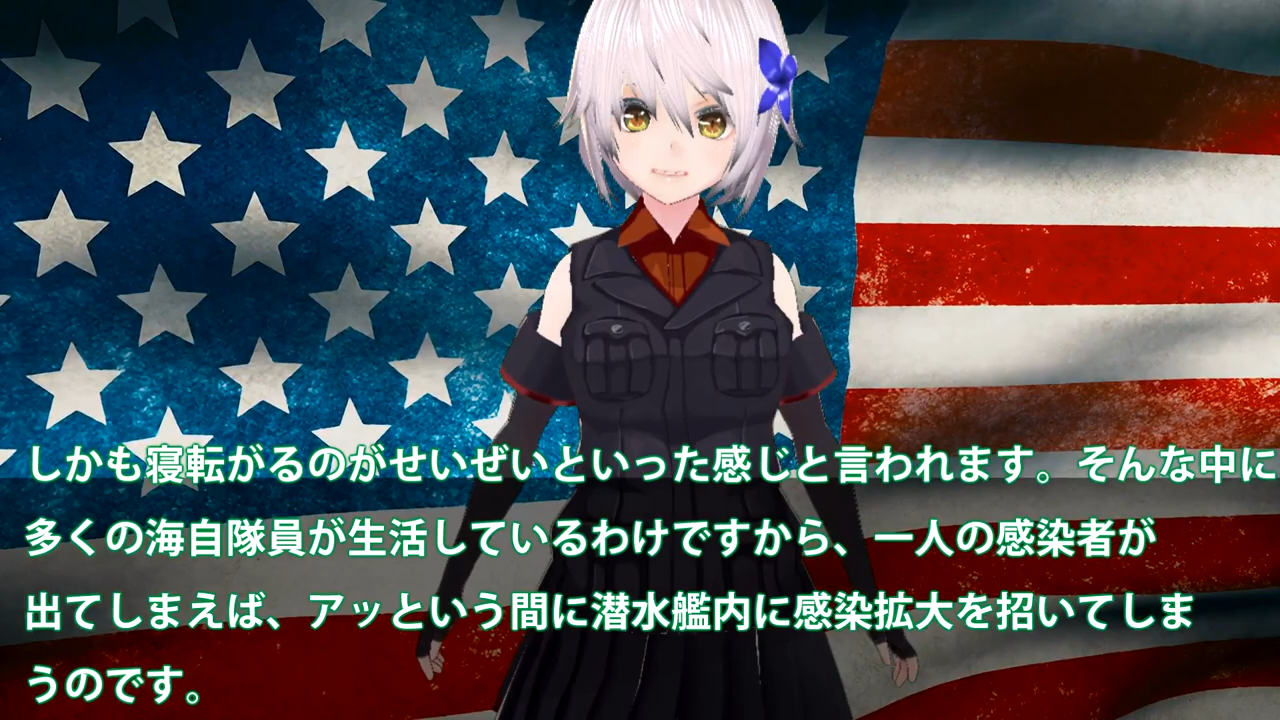 しかも寝転がるのがせいぜいといった感じと言われます。そんな中に
多くの海自隊員が生活しているわけですから、一人の感染者が
出てしまえば、アッという間に潜水艦内に感染拡大を招いてしま
うのです。